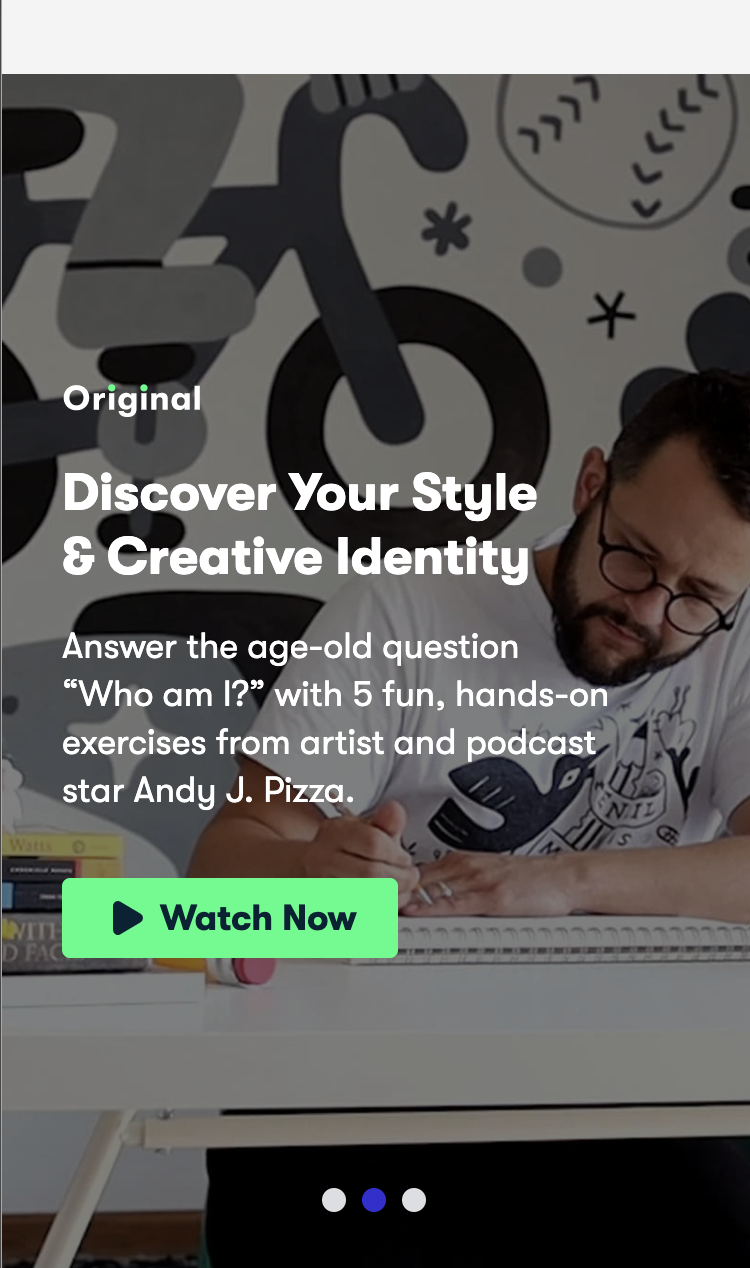 Original
Discover Your Style
& Creative Identity
Answer the age-old question
“Who am I?” with 5 fun, hands-on
exercises from artist and podcast
star Andy J. Pizza.
Watts
Watch Now